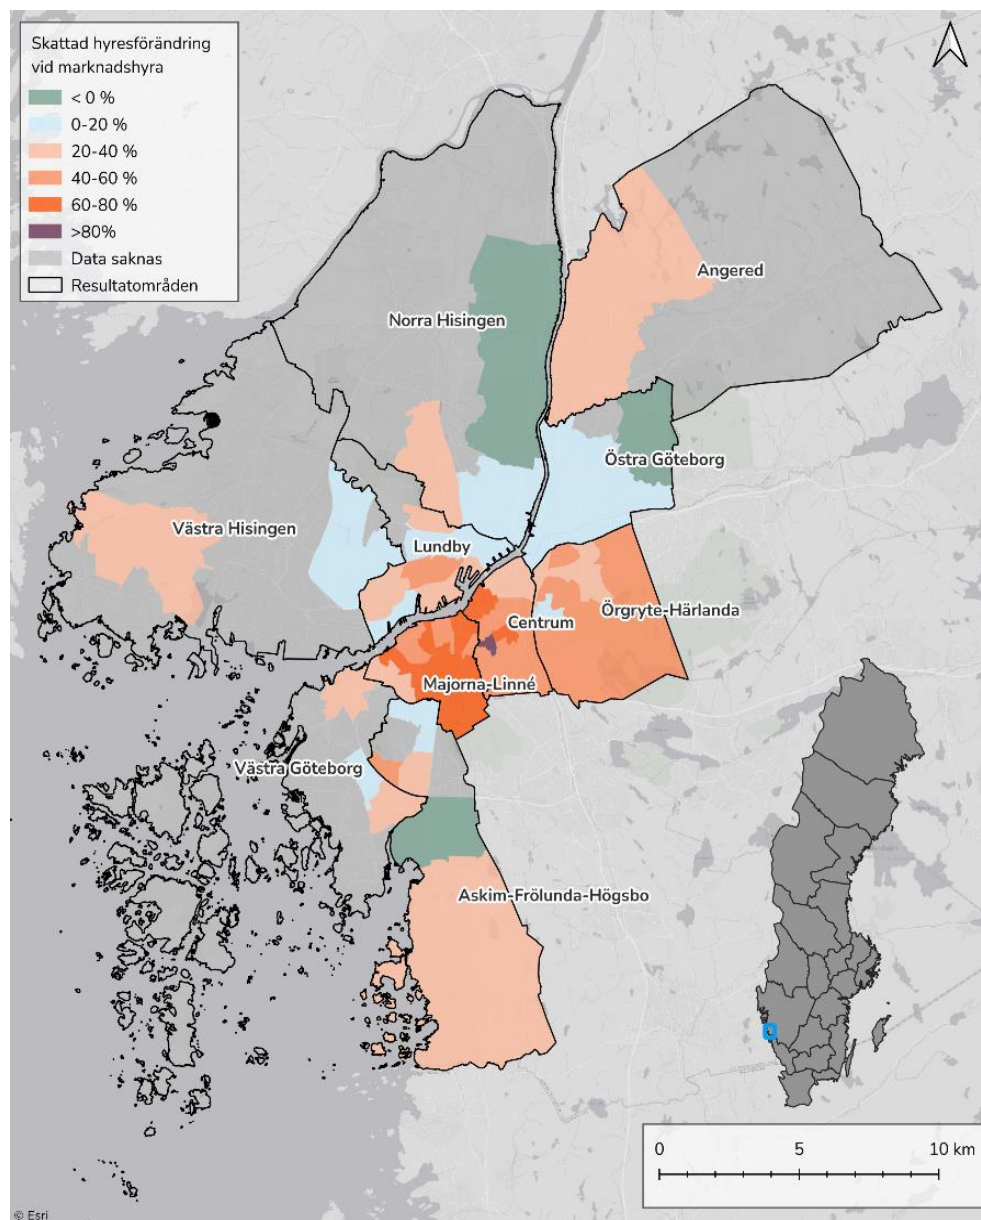 Skattad hyresförändring
vid marknadshyra
< 0 %
0-20 %
20-40 %
40-60 %
60-80 %
>80%
Data saknas
Resultatområden
Angered
Norra Hisingen
Östra Göteborg
Västra Hisingen
Lundby
Örgryte-Härlanda
Centrum
Majorna-Linné
Västra Göteborg
Askim-Frölunda-Högsbo
0 5 10 km
© Esri